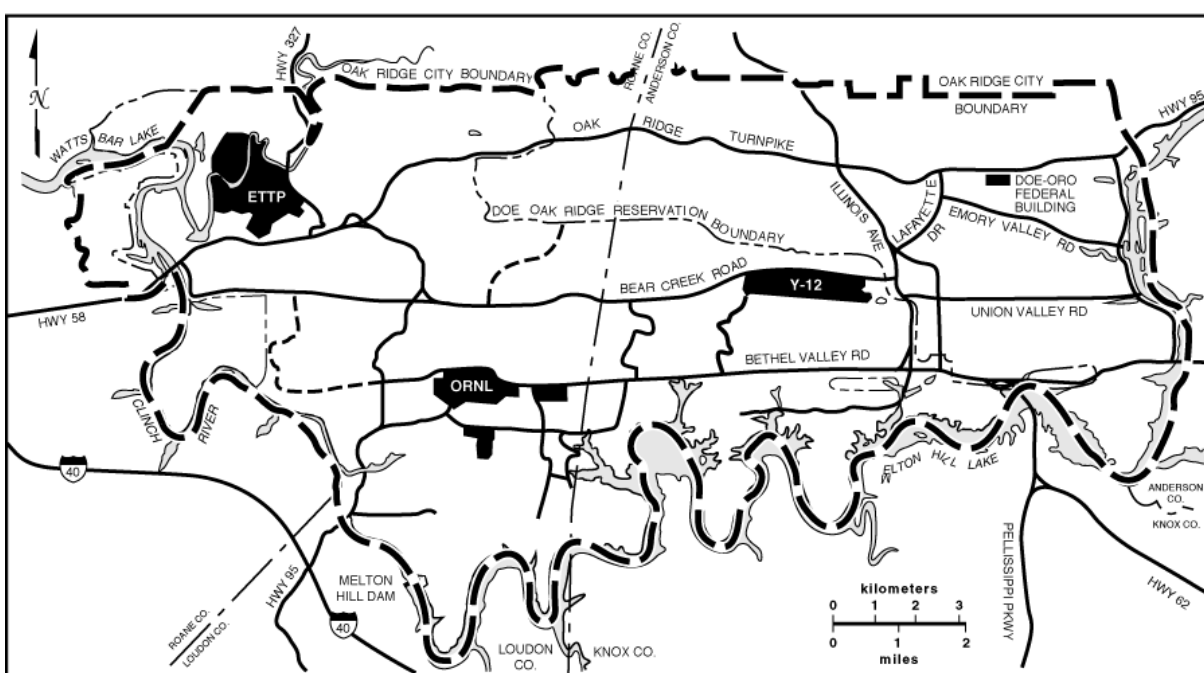 HWY 327
OAK RIDGE CITY BOUNDARY
ROANE CO.
ANDERSON CO.
OAK RIDGE CITY
BOUNDARY
HWY 95
N
WATTS BAR LAKE
OAK RIDGE TURNPIKE
ETTP
DOE-ORO
FEDERAL
BUILDING
ILLINOIS AVE
LAFAYETTE
DR
EMORY VALLEY RD
DOE OAK RIDGE RESERVATION
BOUNDARY
BEAR CREEK ROAD
Y-12
HWY 58
UNION VALLEY RD
BETHEL VALLEY RD
ORNL
CLINCH
RIVER
40
ELTON HILL LAKE
ANDERSON
CO.
KNOX CO.
PELLISSIPPI PKWY
HWY 62
HWY 95
MELTON
HILL DAM
kilometers
0 1 2 3
0 1 2
miles
ROANE CO.
LOUDON CO.
40
LOUDON
CO.
KNOX CO.